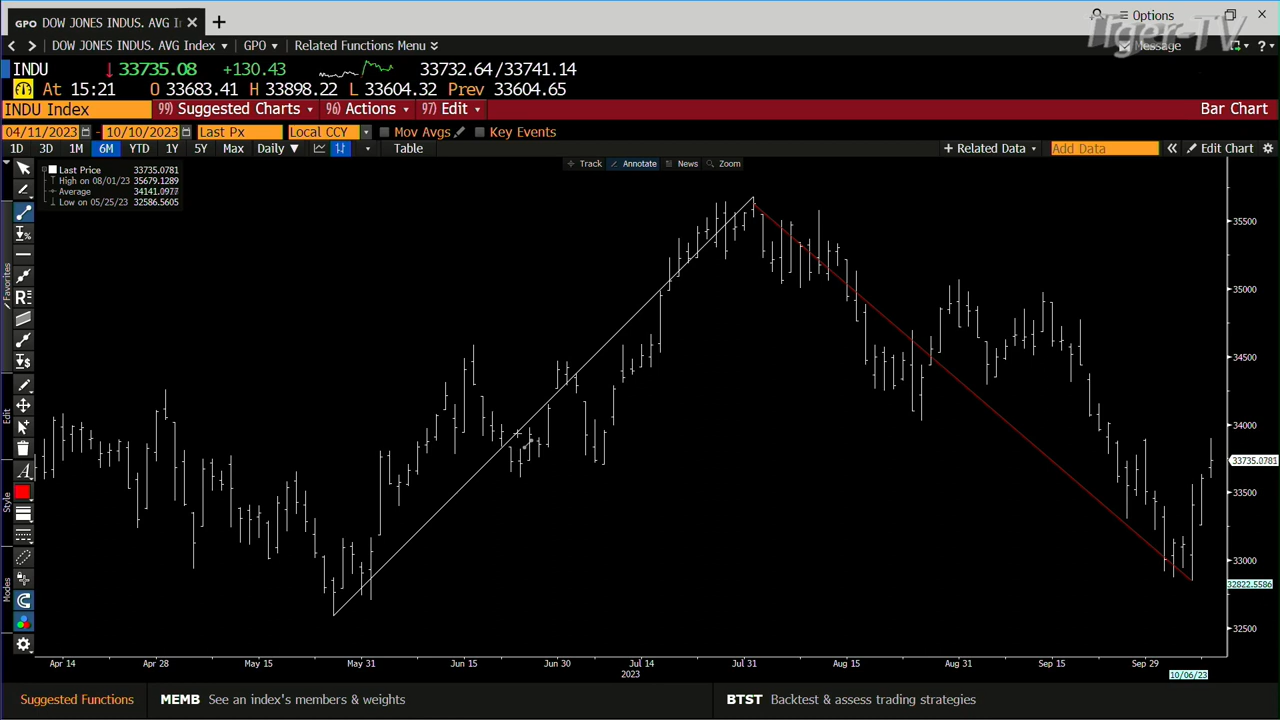 GPO DOW JONES INDUS. AVG I
Options
Tiger-TV
DOW JONES INDUS. AVG Index GPO Related Functions Menu
Message
INDU 33735.08 +130.43 33732.64/33741.14
At 15:21 O 33683.41 H 33898.22 L 33604.32 Prev 33604.65
INDU Index 99) Suggested Charts 96) Actions 97) Edit Bar Chart
04/11/2023 - 10/10/2023 Last Px Local CCY Mov Avgs Key Events
1D 3D 1M 6M YTD 1Y 5Y Max Daily Table + Related Data Add Data Edit Chart
Track Annotate News Zoom
Last Price 33735.0781
High on 08/01/23 35679.1289
Average 34141.0977
Low on 05/25/23 32586.5605
Favorites
Edit
Style
Modes
35500
35000
34500
34000
33735.0781
33500
33000
32822.5586
32500
Apr 14 Apr 28 May 15 May 31 Jun 15 Jun 30 Jul 14 Jul 31 Aug 15 Aug 31 Sep 15 Sep 29
2023
10/06/23
Suggested Functions MEMB See an index's members & weights BTST Backtest & assess trading strategies